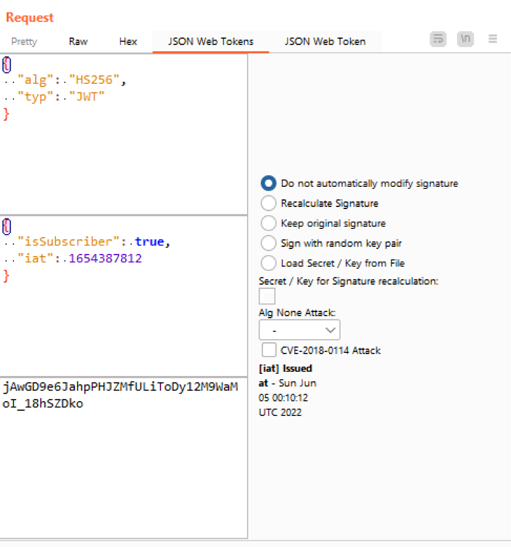 Request
Pretty Raw Hex JSON Web Tokens JSON Web Token \n
{
"alg": "HS256",
"typ": "JWT"
}
Do not automatically modify signature
Recalculate Signature
Keep original signature
Sign with random key pair
Load Secret / Key from File
Secret / Key for Signature recalculation:
Alg None Attack:
-
CVE-2018-0114 Attack
[iat] Issued
at - Sun Jun
05 00:10:12
UTC 2022
{
"isSubscriber": true,
"iat": 1654387812
}
jAwGD9e6JahpPHJZMfULiToDy12M9WaM
oI_18hSZDko